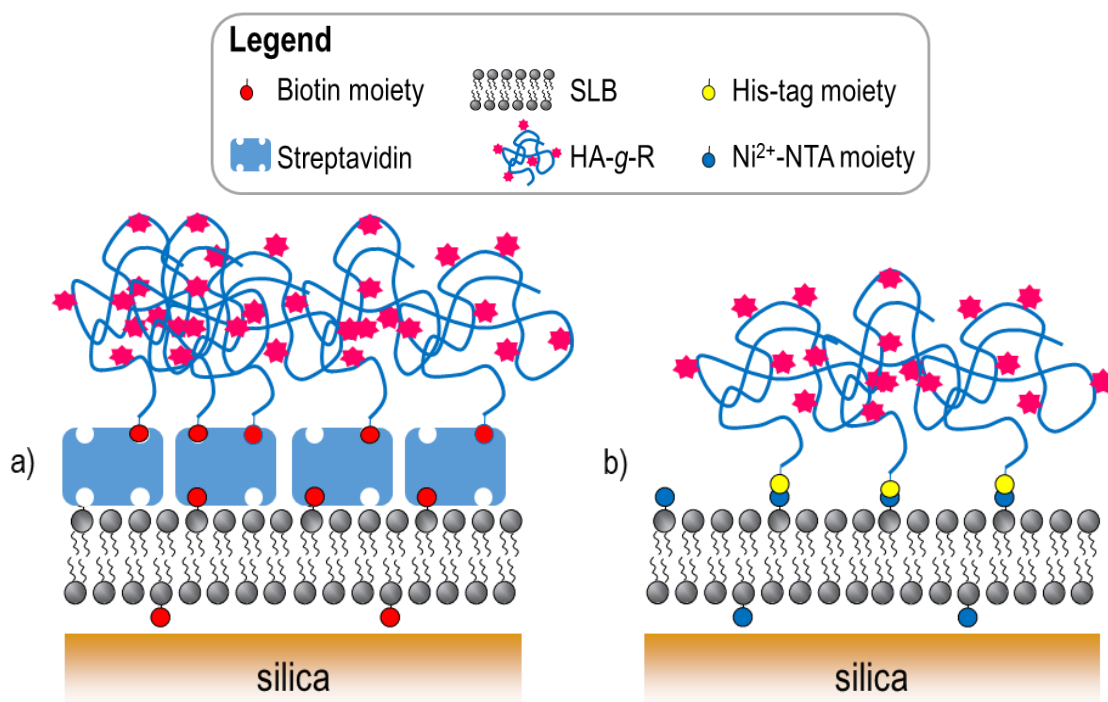 Legend
Biotin moiety
SLB
His-tag moiety
Streptavidin
HA-g-R
Ni²⁺-NTA moiety
a)
b)
silica
silica